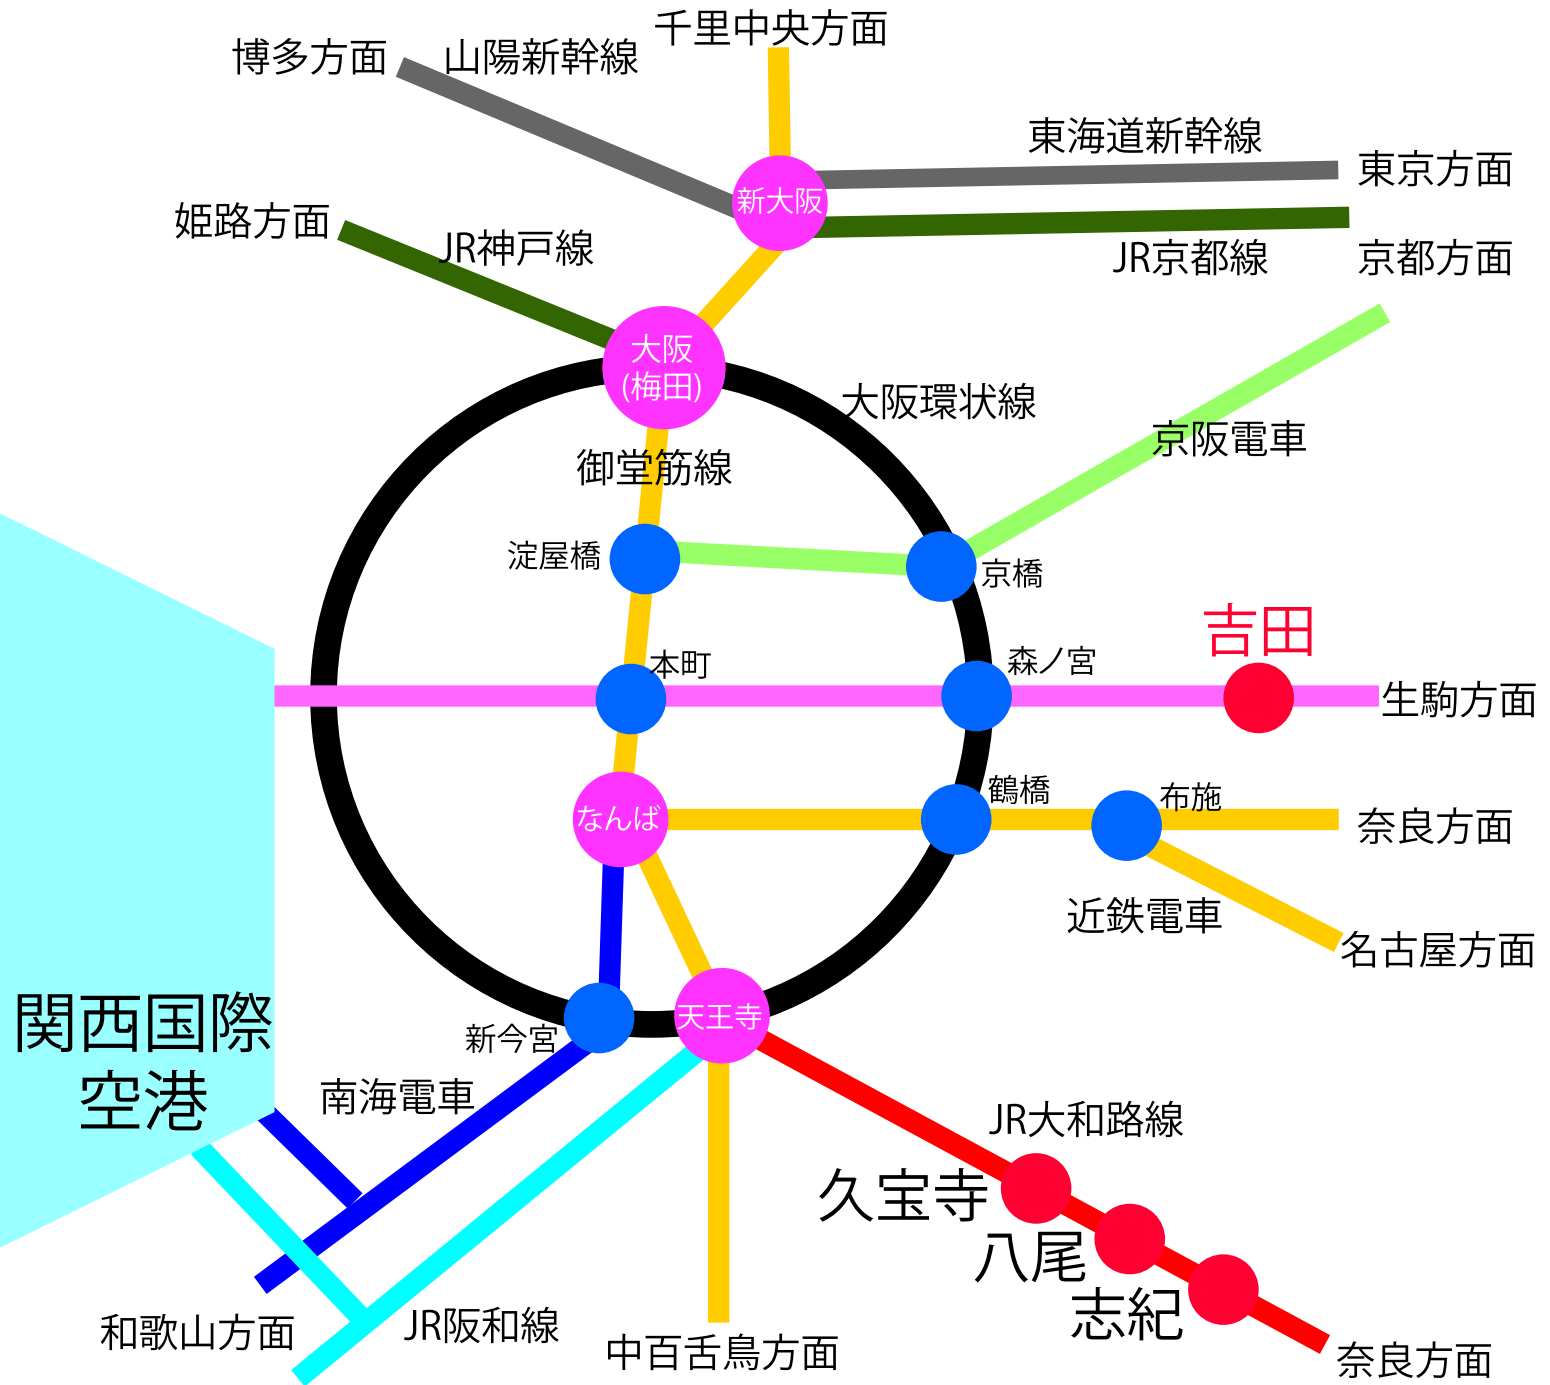 千里中央方面
博多方面
山陽新幹線
東海道新幹線
東京方面
新大阪
姫路方面
JR神戸線
JR京都線
京都方面
大阪
(梅田)
大阪環状線
京阪電車
御堂筋線
淀屋橋
京橋
吉田
本町
森ノ宮
生駒方面
なんば
鶴橋
布施
奈良方面
近鉄電車
名古屋方面
関西国際
空港
新今宮
天王寺
南海電車
JR大和路線
久宝寺
八尾
志紀
和歌山方面
JR阪和線
中百舌鳥方面
奈良方面